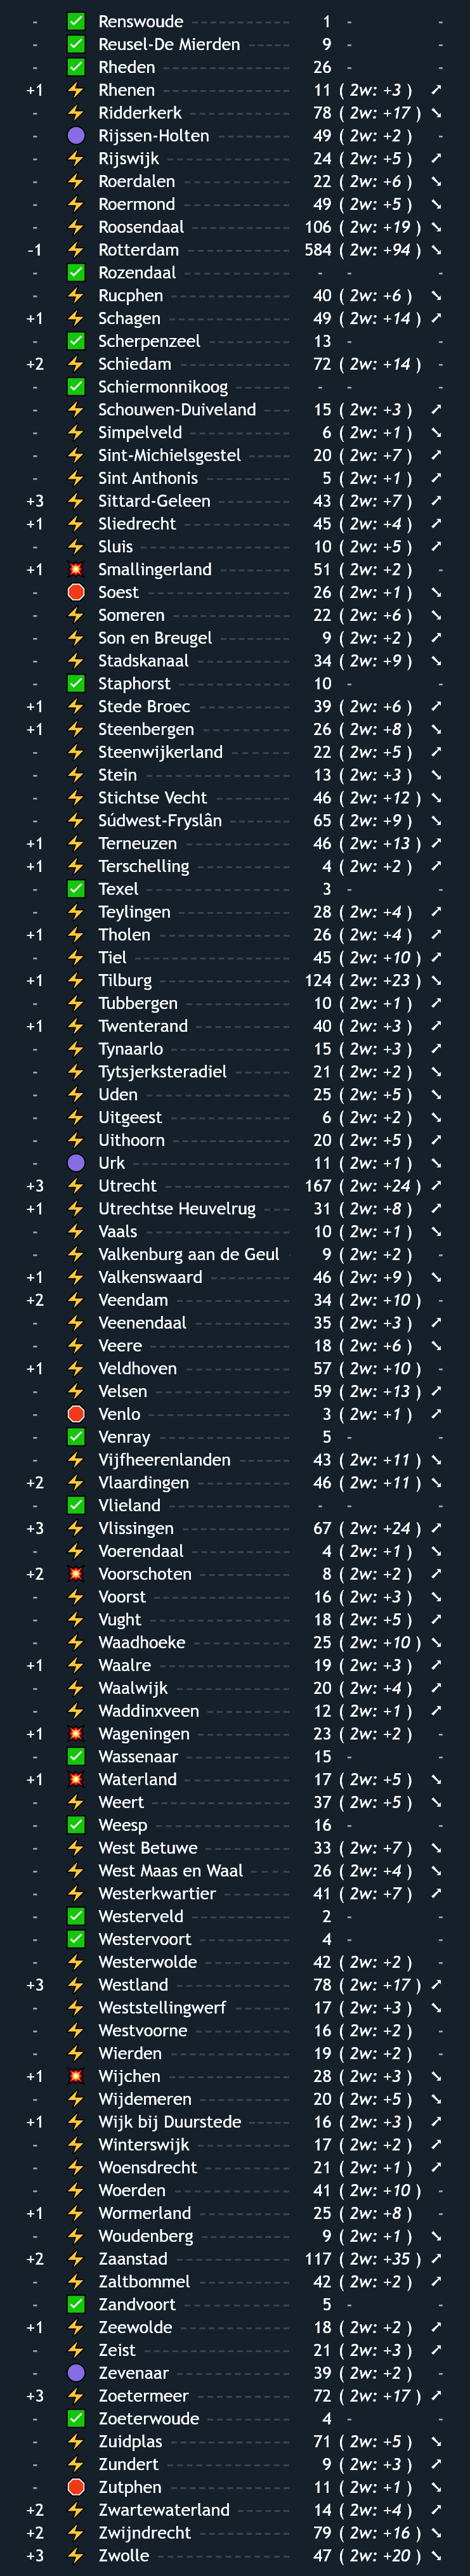 - ✅ Renswoude 1 - -
- ✅ Reusel-De Mierden 9 - -
- ✅ Rheden 26 - -
+1 ⚡ Rhenen 11 ( 2w: +3 ) ➚
- ⚡ Ridderkerk 78 ( 2w: +17 ) ➘
- 🟣 Rijssen-Holten 49 ( 2w: +2 ) -
- ⚡ Rijswijk 24 ( 2w: +5 ) ➚
- ⚡ Roerdalen 22 ( 2w: +6 ) ➘
- ⚡ Roermond 49 ( 2w: +5 ) ➘
- ⚡ Roosendaal 106 ( 2w: +19 ) ➘
-1 ⚡ Rotterdam 584 ( 2w: +94 ) ➘
- ✅ Rozendaal - - -
- ⚡ Rucphen 40 ( 2w: +6 ) ➘
+1 ⚡ Schagen 49 ( 2w: +14 ) ➚
- ✅ Scherpenzeel 13 - -
+2 ⚡ Schiedam 72 ( 2w: +14 ) -
- ✅ Schiermonnikoog - - -
- ⚡ Schouwen-Duiveland 15 ( 2w: +3 ) ➚
- ⚡ Simpelveld 6 ( 2w: +1 ) ➘
- ⚡ Sint-Michielsgestel 20 ( 2w: +7 ) ➚
- ⚡ Sint Anthonis 5 ( 2w: +1 ) ➚
+3 ⚡ Sittard-Geleen 43 ( 2w: +7 ) ➚
+1 ⚡ Sliedrecht 45 ( 2w: +4 ) ➚
- ⚡ Sluis 10 ( 2w: +5 ) ➚
+1 💥 Smallingerland 51 ( 2w: +2 ) -
- 🛑 Soest 26 ( 2w: +1 ) ➘
- ⚡ Someren 22 ( 2w: +6 ) ➘
- ⚡ Son en Breugel 9 ( 2w: +2 ) ➚
- ⚡ Stadskanaal 34 ( 2w: +9 ) ➘
- ✅ Staphorst 10 - -
+1 ⚡ Stede Broec 39 ( 2w: +6 ) ➚
+1 ⚡ Steenbergen 26 ( 2w: +8 ) ➘
- ⚡ Steenwijkerland 22 ( 2w: +5 ) ➚
- ⚡ Stein 13 ( 2w: +3 ) ➘
- ⚡ Stichtse Vecht 46 ( 2w: +12 ) ➘
- ⚡ Súdwest-Fryslân 65 ( 2w: +9 ) ➘
+1 ⚡ Terneuzen 46 ( 2w: +13 ) ➚
+1 ⚡ Terschelling 4 ( 2w: +2 ) ➚
- ✅ Texel 3 - -
- ⚡ Teylingen 28 ( 2w: +4 ) ➚
+1 ⚡ Tholen 26 ( 2w: +4 ) ➚
- ⚡ Tiel 45 ( 2w: +10 ) ➚
+1 ⚡ Tilburg 124 ( 2w: +23 ) ➘
- ⚡ Tubbergen 10 ( 2w: +1 ) ➚
+1 ⚡ Twenterand 40 ( 2w: +3 ) ➚
- ⚡ Tynaarlo 15 ( 2w: +3 ) ➚
- ⚡ Tytsjerksteradiel 21 ( 2w: +2 ) ➘
- ⚡ Uden 25 ( 2w: +5 ) ➘
- ⚡ Uitgeest 6 ( 2w: +2 ) ➘
- ⚡ Uithoorn 20 ( 2w: +5 ) ➚
- 🟣 Urk 11 ( 2w: +1 ) ➘
+3 ⚡ Utrecht 167 ( 2w: +24 ) ➚
+1 ⚡ Utrechtse Heuvelrug 31 ( 2w: +8 ) ➚
- ⚡ Vaals 10 ( 2w: +1 ) ➘
- ⚡ Valkenburg aan de Geul 9 ( 2w: +2 ) -
+1 ⚡ Valkenswaard 46 ( 2w: +9 ) ➘
+2 ⚡ Veendam 34 ( 2w: +10 ) -
- ⚡ Veenendaal 35 ( 2w: +3 ) ➚
- ⚡ Veere 18 ( 2w: +6 ) ➘
+1 ⚡ Veldhoven 57 ( 2w: +10 ) -
- ⚡ Velsen 59 ( 2w: +13 ) ➚
- 🛑 Venlo 3 ( 2w: +1 ) ➚
- ✅ Venray 5 - -
- ⚡ Vijfheerenlanden 43 ( 2w: +11 ) ➘
+2 ⚡ Vlaardingen 46 ( 2w: +11 ) ➘
- ✅ Vlieland - - -
+3 ⚡ Vlissingen 67 ( 2w: +24 ) ➚
- ⚡ Voerendaal 4 ( 2w: +1 ) ➘
+2 💥 Voorschoten 8 ( 2w: +2 ) ➚
- ⚡ Voorst 16 ( 2w: +3 ) ➘
- ⚡ Vught 18 ( 2w: +5 ) ➚
- ⚡ Waadhoeke 25 ( 2w: +10 ) ➘
+1 ⚡ Waalre 19 ( 2w: +3 ) ➚
- ⚡ Waalwijk 20 ( 2w: +4 ) ➚
- ⚡ Waddinxveen 12 ( 2w: +1 ) ➚
+1 💥 Wageningen 23 ( 2w: +2 ) -
- ✅ Wassenaar 15 - -
+1 💥 Waterland 17 ( 2w: +5 ) ➘
- ⚡ Weert 37 ( 2w: +5 ) ➘
- ✅ Weesp 16 - -
- ⚡ West Betuwe 33 ( 2w: +7 ) ➘
- ⚡ West Maas en Waal 26 ( 2w: +4 ) ➘
- ⚡ Westerkwartier 41 ( 2w: +7 ) ➚
- ✅ Westerveld 2 - -
- ✅ Westervoort 4 - -
- ⚡ Westerwolde 42 ( 2w: +2 ) -
+3 ⚡ Westland 78 ( 2w: +17 ) ➚
- ⚡ Weststellingwerf 17 ( 2w: +3 ) ➘
- ⚡ Westvoorne 16 ( 2w: +2 ) -
- ⚡ Wierden 19 ( 2w: +2 ) -
+1 💥 Wijchen 28 ( 2w: +3 ) ➘
- ⚡ Wijdemeren 20 ( 2w: +5 ) ➘
+1 ⚡ Wijk bij Duurstede 16 ( 2w: +3 ) ➚
- ⚡ Winterswijk 17 ( 2w: +2 ) ➚
- ⚡ Woensdrecht 21 ( 2w: +1 ) ➚
- ⚡ Woerden 41 ( 2w: +10 ) -
+1 ⚡ Wormerland 25 ( 2w: +8 ) -
- ⚡ Woudenberg 9 ( 2w: +1 ) ➘
+2 ⚡ Zaanstad 117 ( 2w: +35 ) ➚
- ⚡ Zaltbommel 42 ( 2w: +2 ) ➚
- ✅ Zandvoort 5 - -
+1 ⚡ Zeewolde 18 ( 2w: +2 ) ➚
- ⚡ Zeist 21 ( 2w: +3 ) ➚
- 🟣 Zevenaar 39 ( 2w: +2 ) -
+3 ⚡ Zoetermeer 72 ( 2w: +17 ) ➚
- ✅ Zoeterwoude 4 - -
- ⚡ Zuidplas 71 ( 2w: +5 ) ➘
- ⚡ Zundert 9 ( 2w: +3 ) ➚
- 🛑 Zutphen 11 ( 2w: +1 ) ➘
+2 ⚡ Zwartewaterland 14 ( 2w: +4 ) ➚
+2 ⚡ Zwijndrecht 79 ( 2w: +16 ) ➘
+3 ⚡ Zwolle 47 ( 2w: +20 ) ➘